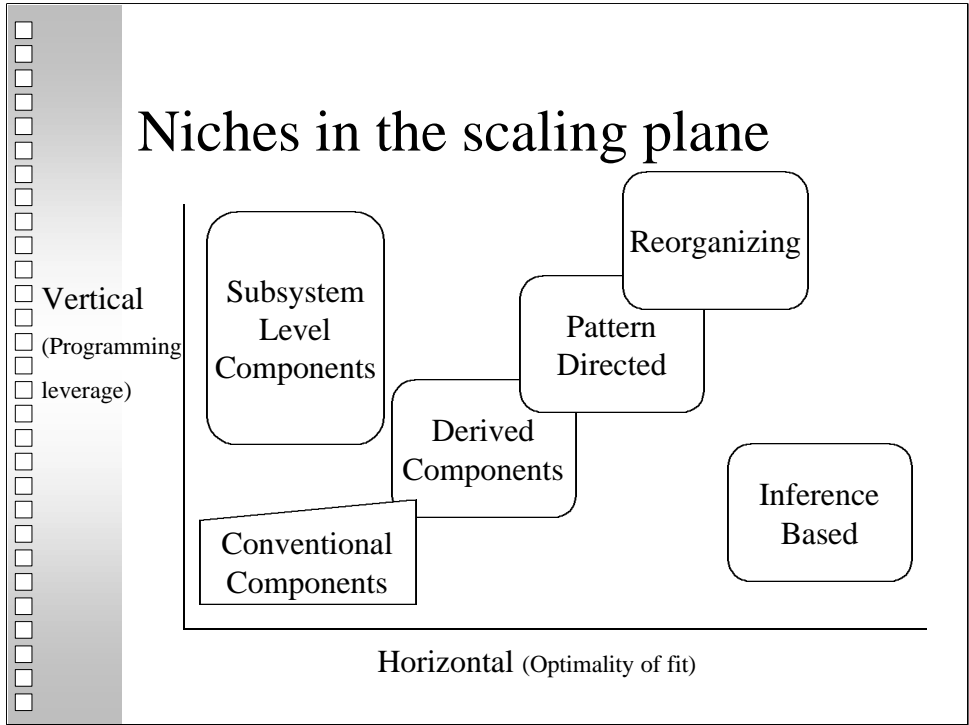 Niches in the scaling plane
Reorganizing
Subsystem
Level
Components
Vertical
(Programming
leverage)
Pattern
Directed
Derived
Components
Inference
Based
Conventional
Components
Horizontal (Optimality of fit)